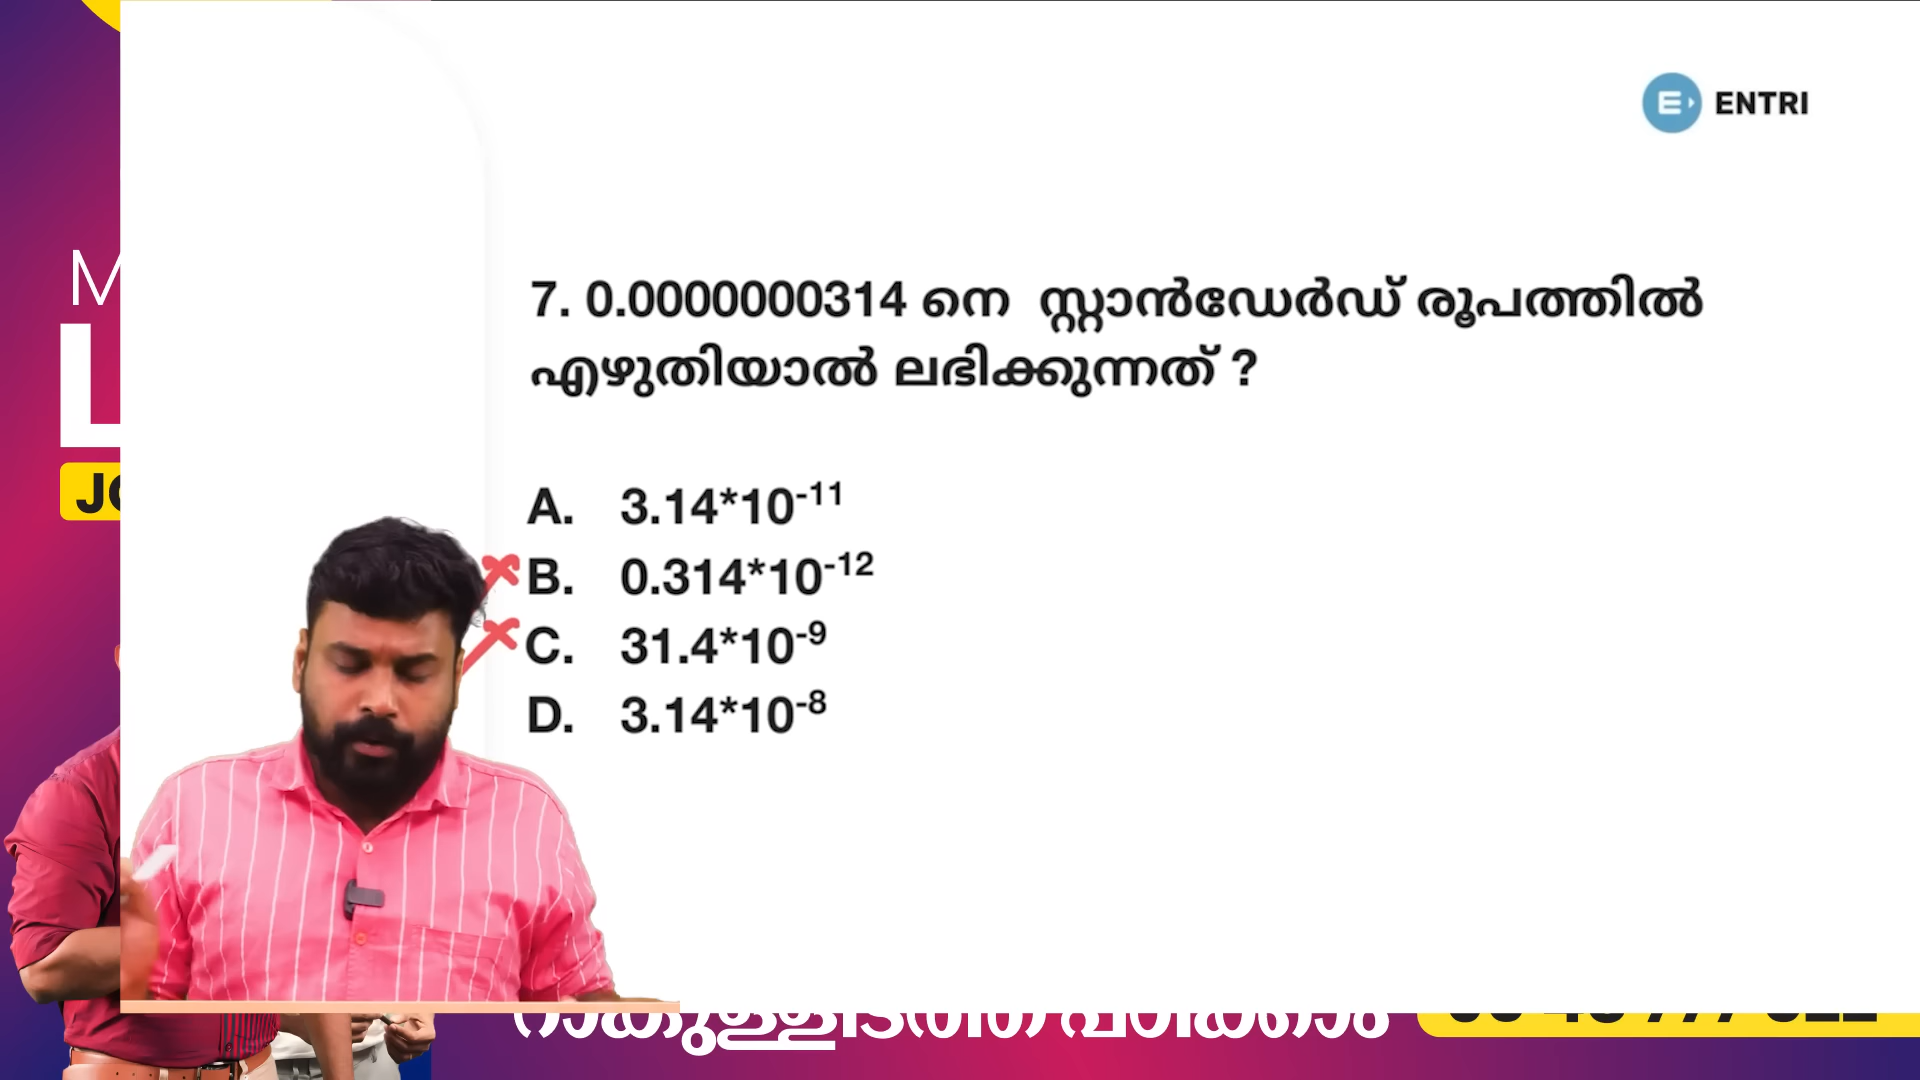 ENTRI
7. 0.0000000314 നെ സ്റ്റാൻഡേർഡ് രൂപത്തിൽ
എഴുതിയാൽ ലഭിക്കുന്നത് ?
A. 3.14*10⁻¹¹
B. 0.314*10⁻¹²
C. 31.4*10⁻⁹
D. 3.14*10⁻⁸